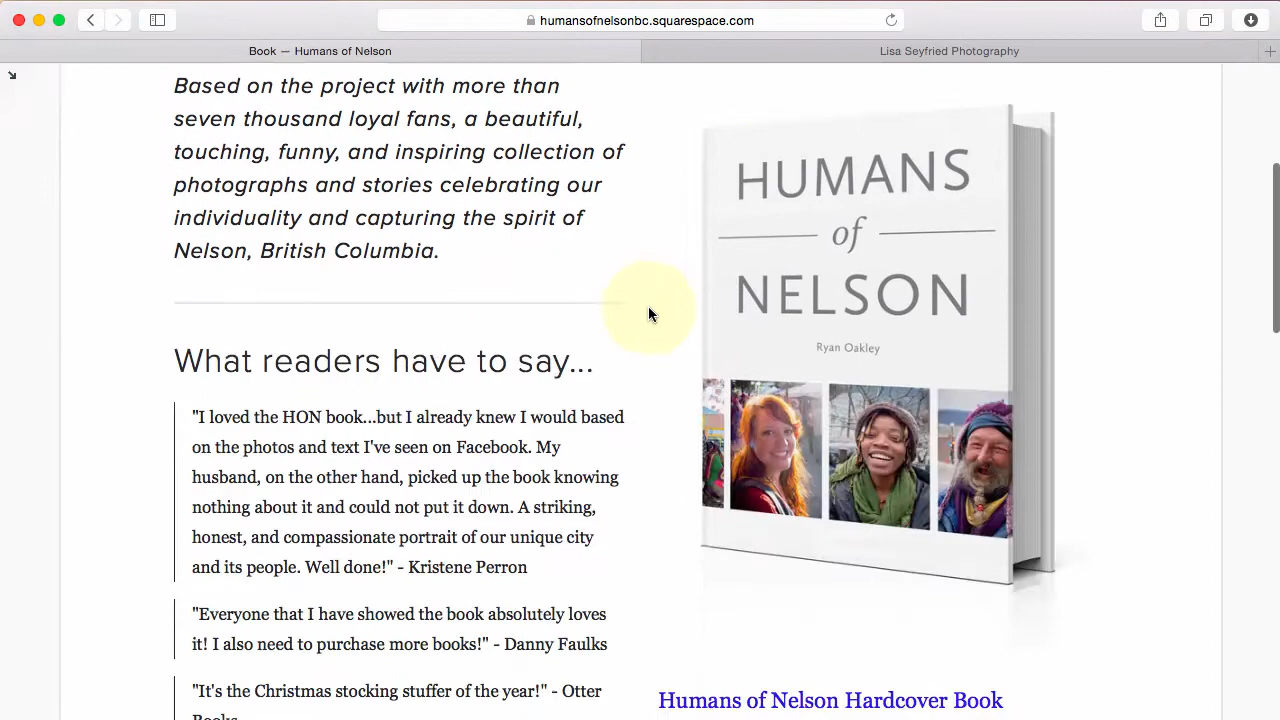 humansofnelsonbc.squarespace.com
Book — Humans of Nelson
Lisa Seyfried Photography
Based on the project with more than
seven thousand loyal fans, a beautiful,
touching, funny, and inspiring collection of
photographs and stories celebrating our
individuality and capturing the spirit of
Nelson, British Columbia.
What readers have to say...
"I loved the HON book...but I already knew I would based
on the photos and text I've seen on Facebook. My
husband, on the other hand, picked up the book knowing
nothing about it and could not put it down. A striking,
honest, and compassionate portrait of our unique city
and its people. Well done!" - Kristene Perron
"Everyone that I have showed the book absolutely loves
it! I also need to purchase more books!" - Danny Faulks
"It's the Christmas stocking stuffer of the year!" - Otter
Books
HUMANS
of
NELSON
Ryan Oakley
Humans of Nelson Hardcover Book